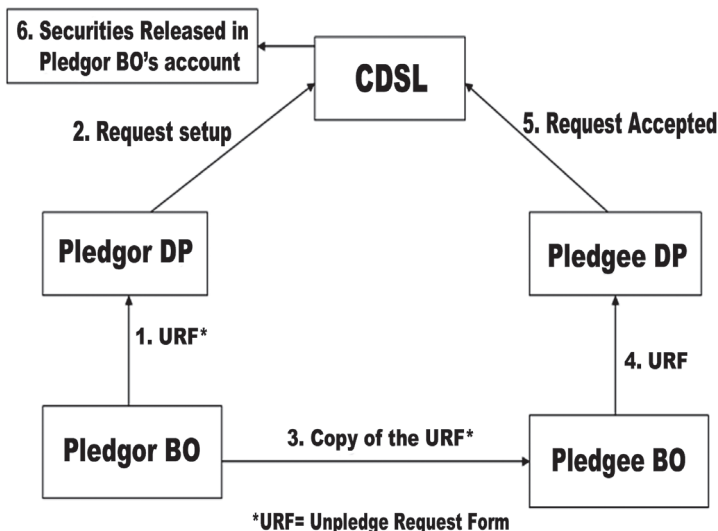 6. Securities Released in
Pledgor BO's account
CDSL
2. Request setup
5. Request Accepted
Pledgor DP
Pledgee DP
1. URF*
4. URF
Pledgor BO
3. Copy of the URF*
Pledgee BO
*URF= Unpledge Request Form